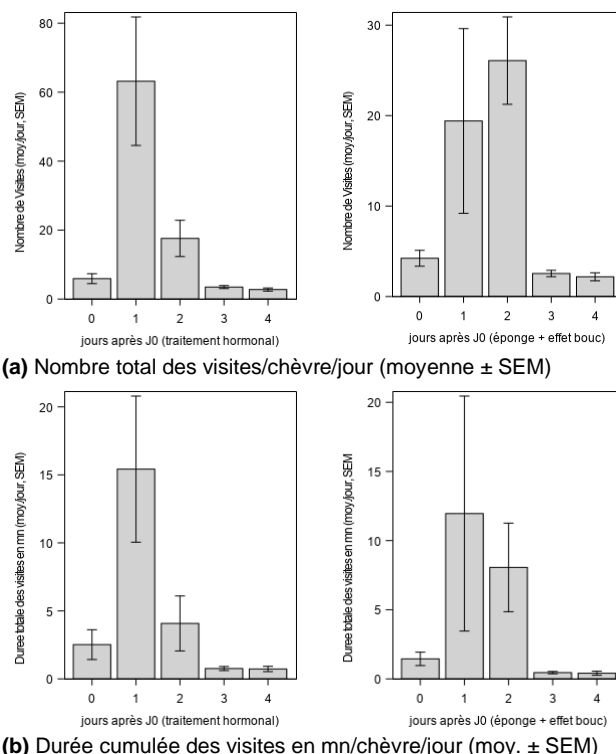 80
60
40
20
0
Nombre de Visites (moy./jour, SEM)
0 1 2 3 4
jours après J0 (traitement hormonal)
30
20
10
0
Nombre de Visites (moy./jour, SEM)
0 1 2 3 4
jours après J0 (éponge + effet bouc)
(a) Nombre total des visites/chèvre/jour (moyenne ± SEM)
20
15
10
5
0
Duree totale des visites en mn (moy./jour, SEM)
0 1 2 3 4
jours après J0 (traitement hormonal)
20
15
10
5
0
Duree totale des visites en mn (moy./jour, SEM
0 1 2 3 4
jours après J0 (éponge + effet bouc)
(b) Durée cumulée des visites en mn/chèvre/jour (moy. ± SEM)